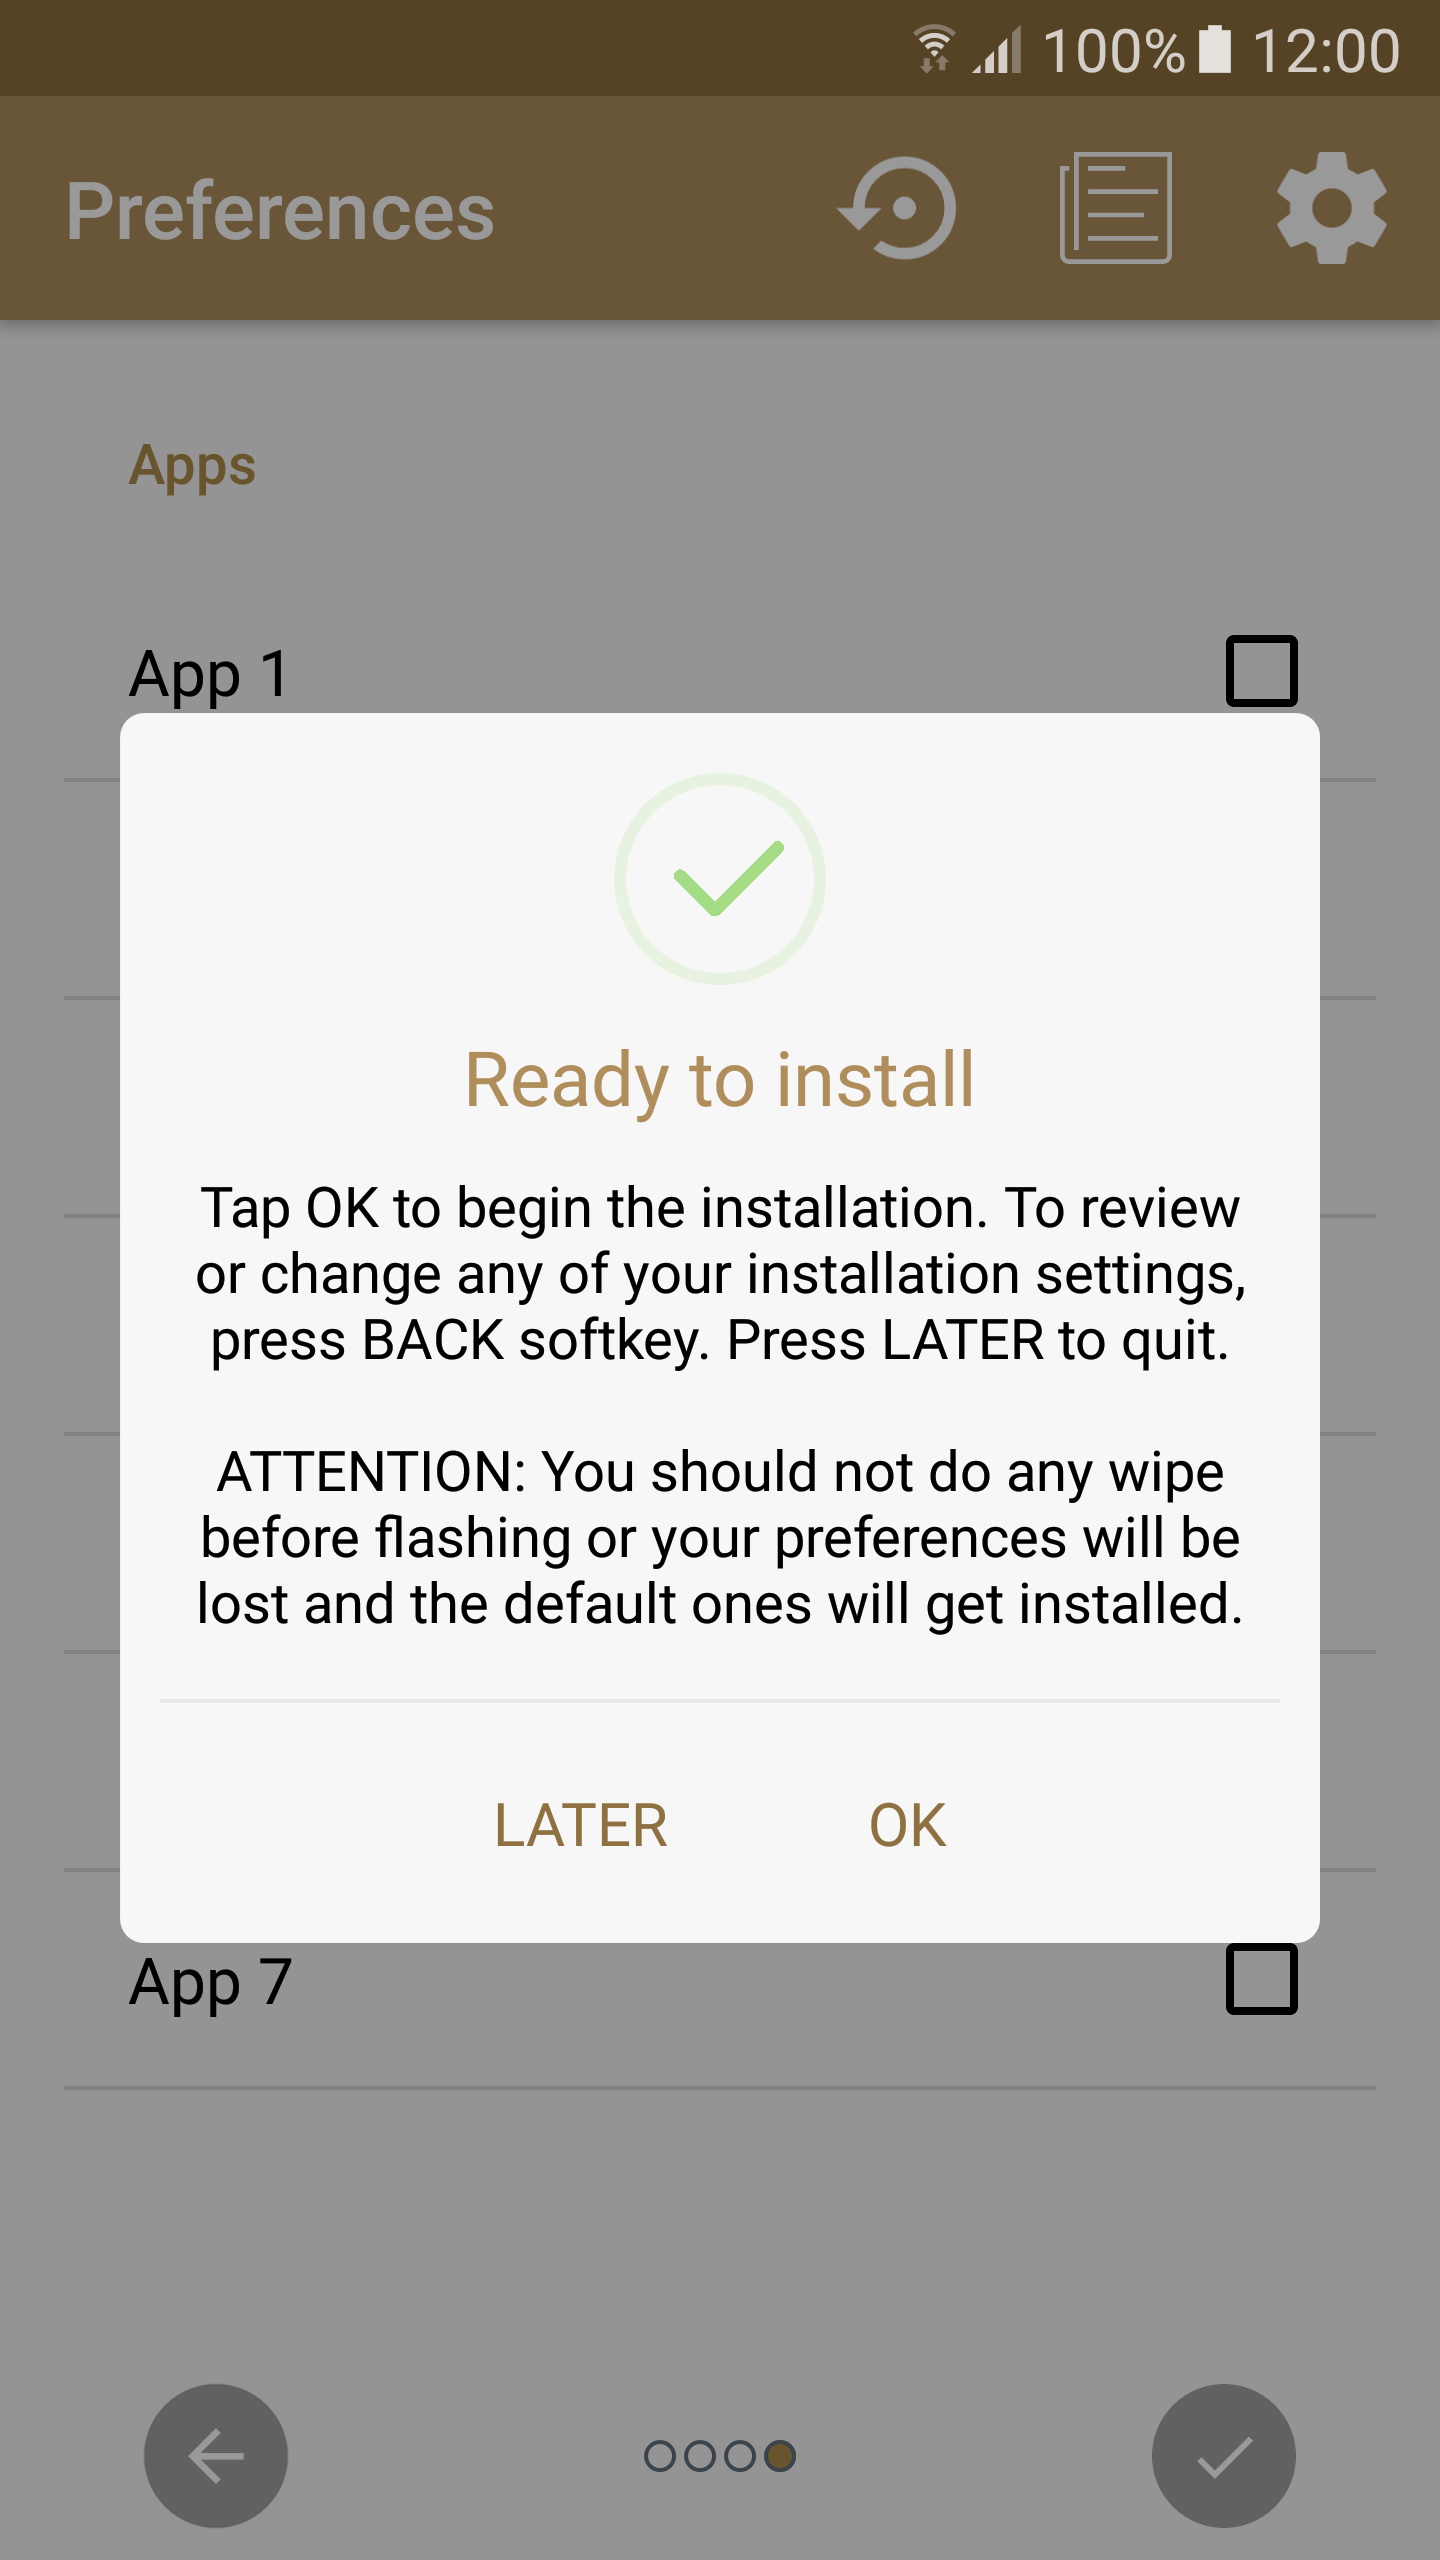 100% 12:00
Preferences
Apps
App 1
Ready to install
Tap OK to begin the installation. To review
or change any of your installation settings,
press BACK softkey. Press LATER to quit.
ATTENTION: You should not do any wipe
before flashing or your preferences will be
lost and the default ones will get installed.
LATER OK
App 7